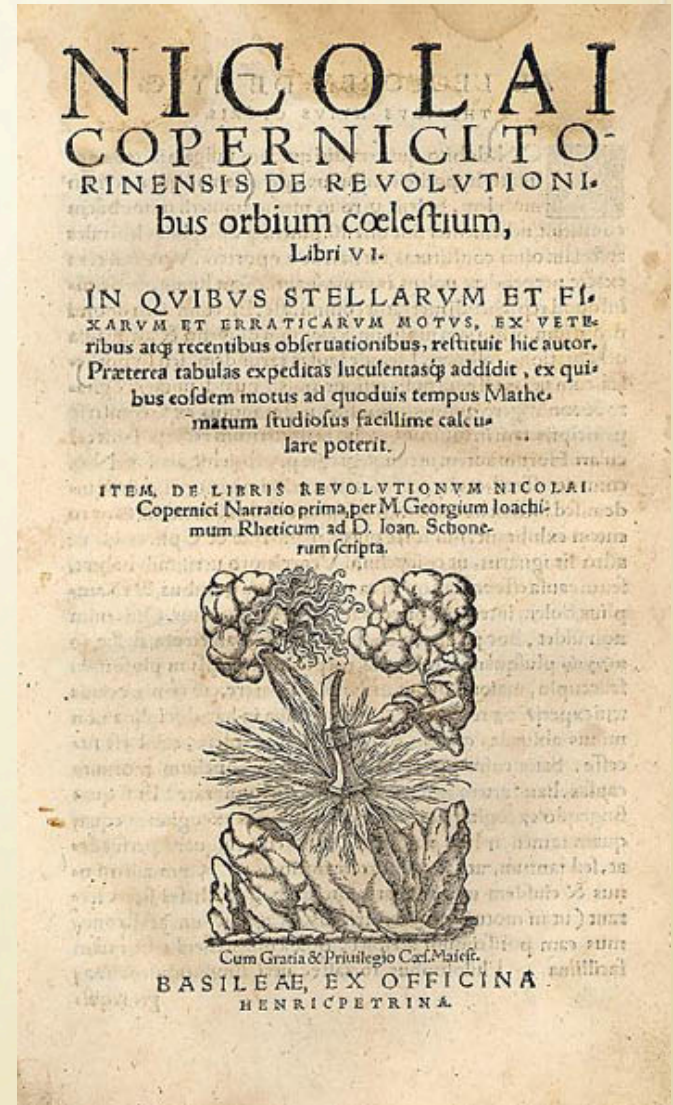 NICOLAI
COPERNICI TO-
RINENSIS DE REVOLVTIONI-
bus orbium cœleſtium,
Libri VI.
IN QVIBVS STELLARVM ET FI-
XARVM ET ERRATICARVM MOTVS, EX VETE-
ribus atqꝫ recentibus obſeruationibus, reſtituit hic autor.
Præterea tabulas expeditas luculentasqꝫ addidit, ex qui-
bus eoſdem motus ad quoduis tempus Mathe-
matum ſtudioſus facillime calcu-
lare poterit.
ITEM, DE LIBRIS REVOLVTIONVM NICOLAI
Copernici Narratio prima, per M. Georgium Ioachi-
mum Rheticum ad D. Ioan. Schone-
rum ſcripta.
Cum Gratia & Priuilegio Cæſ. Maieſt.
BASILEAE, EX OFFICINA
HENRICPETRINA.